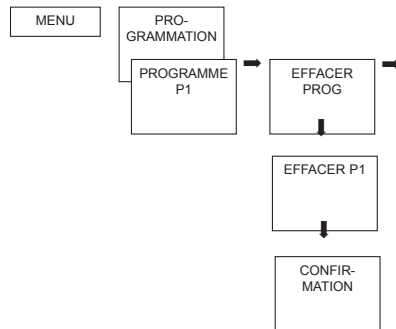 MENU
PRO-
GRAMMATION
PROGRAMME
P1
EFFACER
PROG
EFFACER P1
CONFIR-
MATION